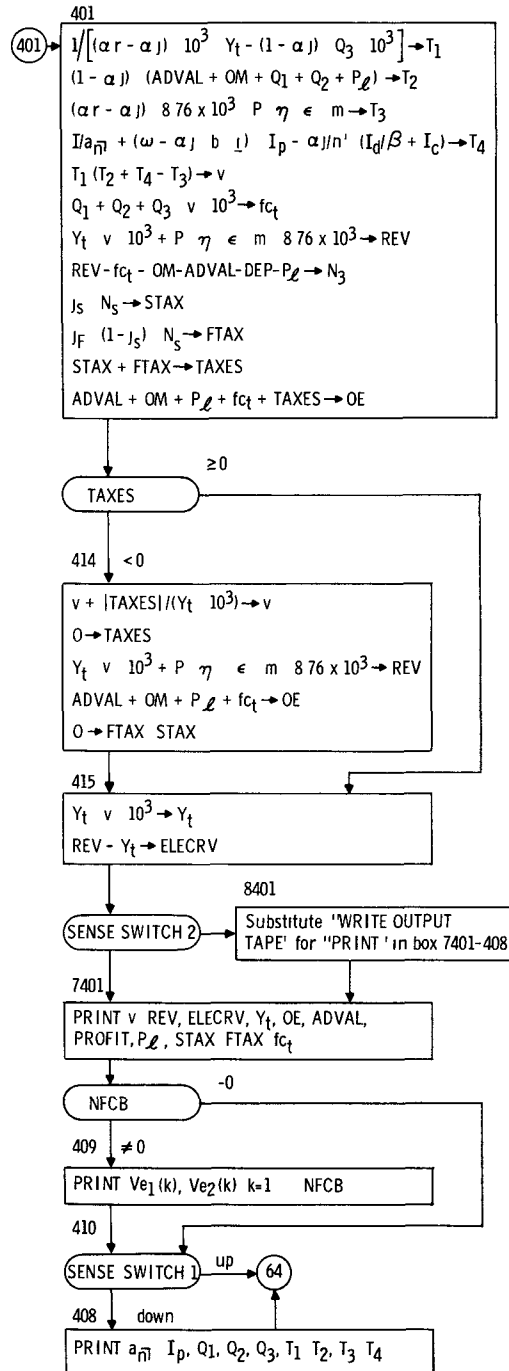 401
401
1/[(αr - αJ) 10³ Yt - (1 - αJ) Q3 10³] → T1
(1 - αJ) (ADVAL + OM + Q1 + Q2 + Pℓ) → T2
(αr - αJ) 8 76 x 10³ P η ϵ m → T3
I/an̅ı + (ω - αJ b ı) Ip - αJ/n' (Id/β + Ic) → T4
T1 (T2 + T4 - T3) → v
Q1 + Q2 + Q3 v 10³ → fct
Yt v 10³ + P η ϵ m 8 76 x 10³ → REV
REV - fct - OM - ADVAL - DEP - Pℓ → N3
Js Ns → STAX
JF (1 - Js) Ns → FTAX
STAX + FTAX → TAXES
ADVAL + OM + Pℓ + fct + TAXES → OE
≥0
TAXES
414 <0
v + |TAXES|/(Yt 10³) → v
0 → TAXES
Yt v 10³ + P η ϵ m 8 76 x 10³ → REV
ADVAL + OM + Pℓ + fct → OE
0 → FTAX STAX
415
Yt v 10³ → Yt
REV - Yt → ELECRV
8401
SENSE SWITCH 2
Substitute "WRITE OUTPUT
TAPE' for "PRINT' in box 7401-408
7401
PRINT v REV, ELECRV, Yt, OE, ADVAL,
PROFIT, Pℓ, STAX FTAX fct
-0
NFCB
409 ≠0
PRINT Ve1(k), Ve2(k) k=1 NFCB
410
SENSE SWITCH 1 up 64
408 down
PRINT an̅ı Ip, Q1, Q2, Q3, T1 T2, T3 T4